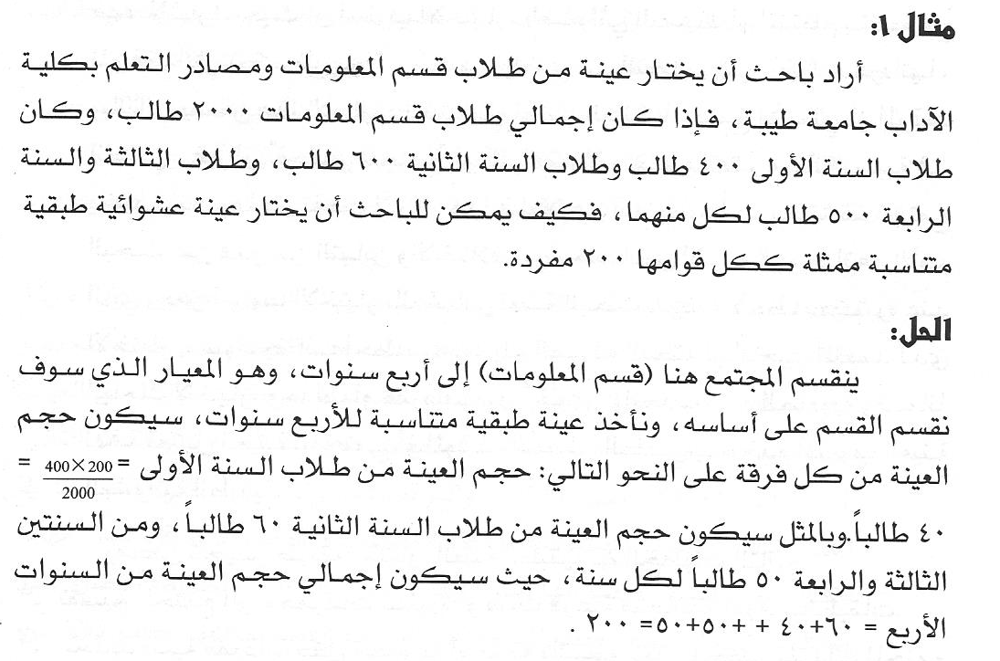 مثال ١:
أراد باحث أن يختار عينة من طلاب قسم المعلومات ومصادر التعلم بكلية
الآداب جامعة طيبة، فإذا كان إجمالي طلاب قسم المعلومات ٢٠٠٠ طالب، وكان
طلاب السنة الأولى ٤٠٠ طالب وطلاب السنة الثانية ٦٠٠ طالب، وطلاب الثالثة والسنة
الرابعة ٥٠٠ طالب لكل منهما، فكيف يمكن للباحث أن يختار عينة عشوائية طبقية
متناسبة ممثلة ككل قوامها ٢٠٠ مفردة.
الحل:
ينقسم المجتمع هنا (قسم المعلومات) إلى أربع سنوات، وهو المعيار الذي سوف
نقسم القسم على أساسه، ونأخذ عينة طبقية متناسبة للأربع سنوات، سيكون حجم
العينة من كل فرقة على النحو التالي: حجم العينة من طلاب السنة الأولى = 400×200 =
2000
٤٠ طالباً.وبالمثل سيكون حجم العينة من طلاب السنة الثانية ٦٠ طالباً، ومن السنتين
الثالثة والرابعة ٥٠ طالباً لكل سنة، حيث سيكون إجمالي حجم العينة من السنوات
الأربع = ٦٠+٤٠ + +٥٠+٥٠= ٢٠٠ .